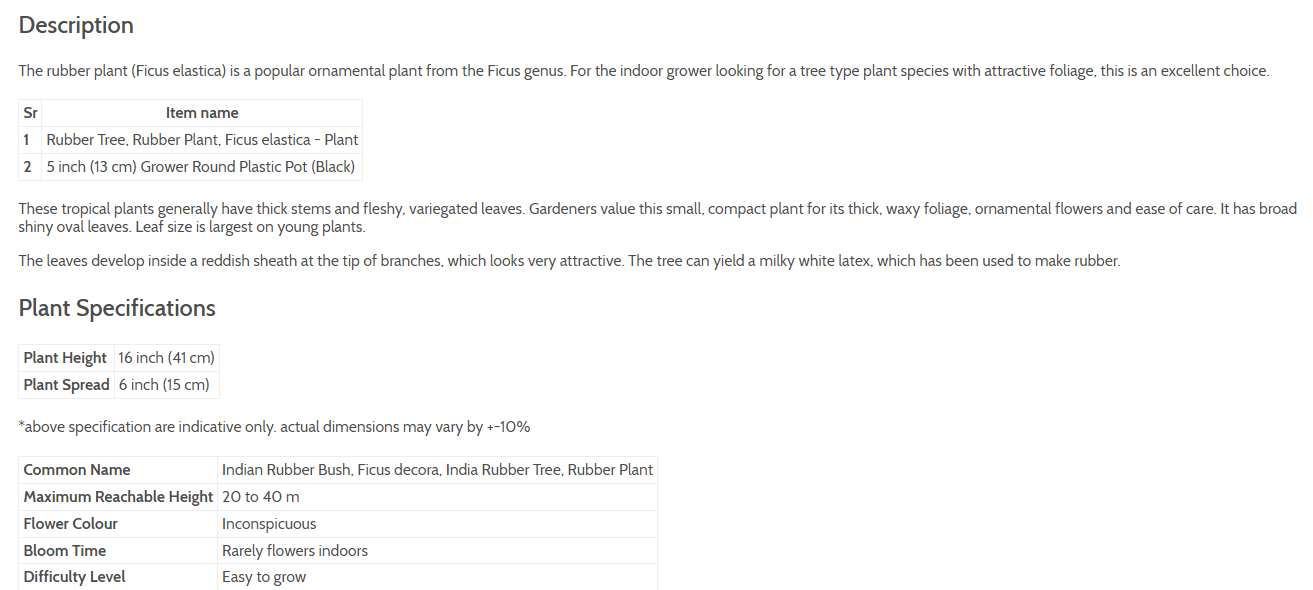 Description
The rubber plant (Ficus elastica) is a popular ornamental plant from the Ficus genus. For the indoor grower looking for a tree type plant species with attractive foliage, this is an excellent choice.
Sr Item name
1 Rubber Tree, Rubber Plant, Ficus elastica - Plant
2 5 inch (13 cm) Grower Round Plastic Pot (Black)
These tropical plants generally have thick stems and fleshy, variegated leaves. Gardeners value this small, compact plant for its thick, waxy foliage, ornamental flowers and ease of care. It has broad
shiny oval leaves. Leaf size is largest on young plants.
The leaves develop inside a reddish sheath at the tip of branches, which looks very attractive. The tree can yield a milky white latex, which has been used to make rubber.
Plant Specifications
Plant Height 16 inch (41 cm)
Plant Spread 6 inch (15 cm)
*above specification are indicative only. actual dimensions may vary by +-10%
Common Name Indian Rubber Bush, Ficus decora, India Rubber Tree, Rubber Plant
Maximum Reachable Height 20 to 40 m
Flower Colour Inconspicuous
Bloom Time Rarely flowers indoors
Difficulty Level Easy to grow